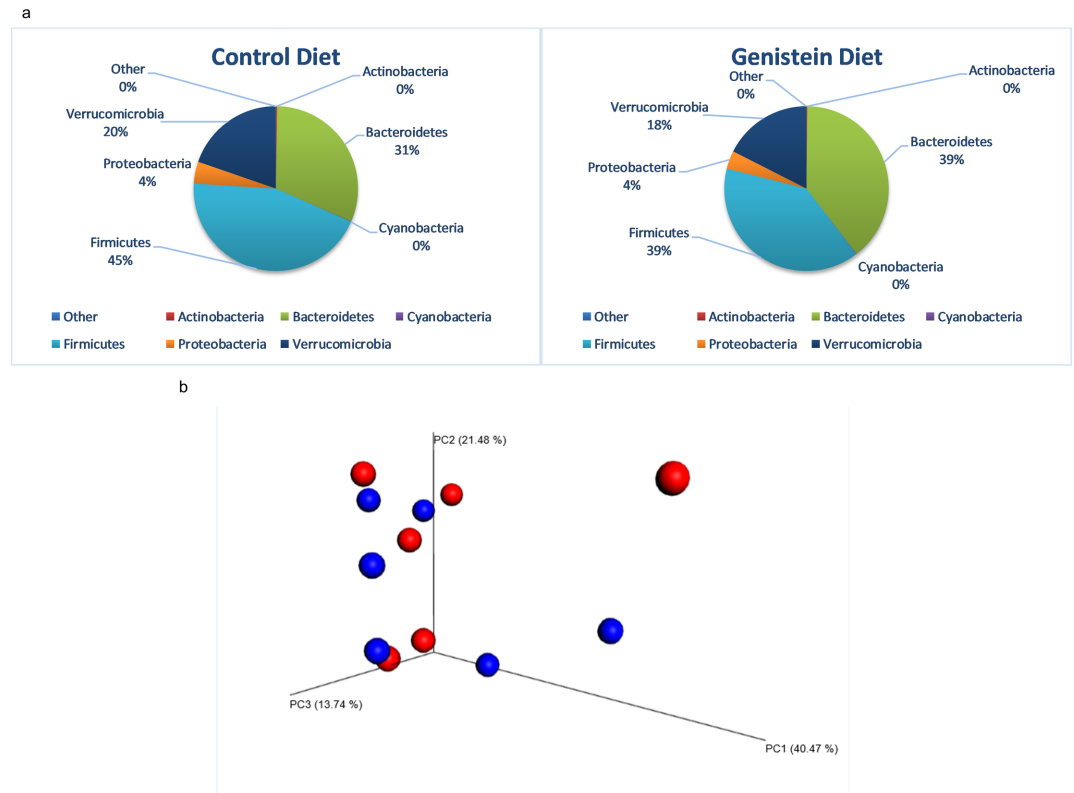 a
Control Diet
Other
0%
Actinobacteria
0%
Verrucomicrobia
20%
Bacteroidetes
31%
Proteobacteria
4%
Cyanobacteria
0%
Firmicutes
45%
Other Actinobacteria Bacteroidetes Cyanobacteria
Firmicutes Proteobacteria Verrucomicrobia
Genistein Diet
Other
0%
Actinobacteria
0%
Verrucomicrobia
18%
Bacteroidetes
39%
Proteobacteria
4%
Firmicutes
39%
Cyanobacteria
0%
Other Actinobacteria Bacteroidetes Cyanobacteria
Firmicutes Proteobacteria Verrucomicrobia
b
PC2 (21.48 %)
PC3 (13.74 %)
PC1 (40.47 %)